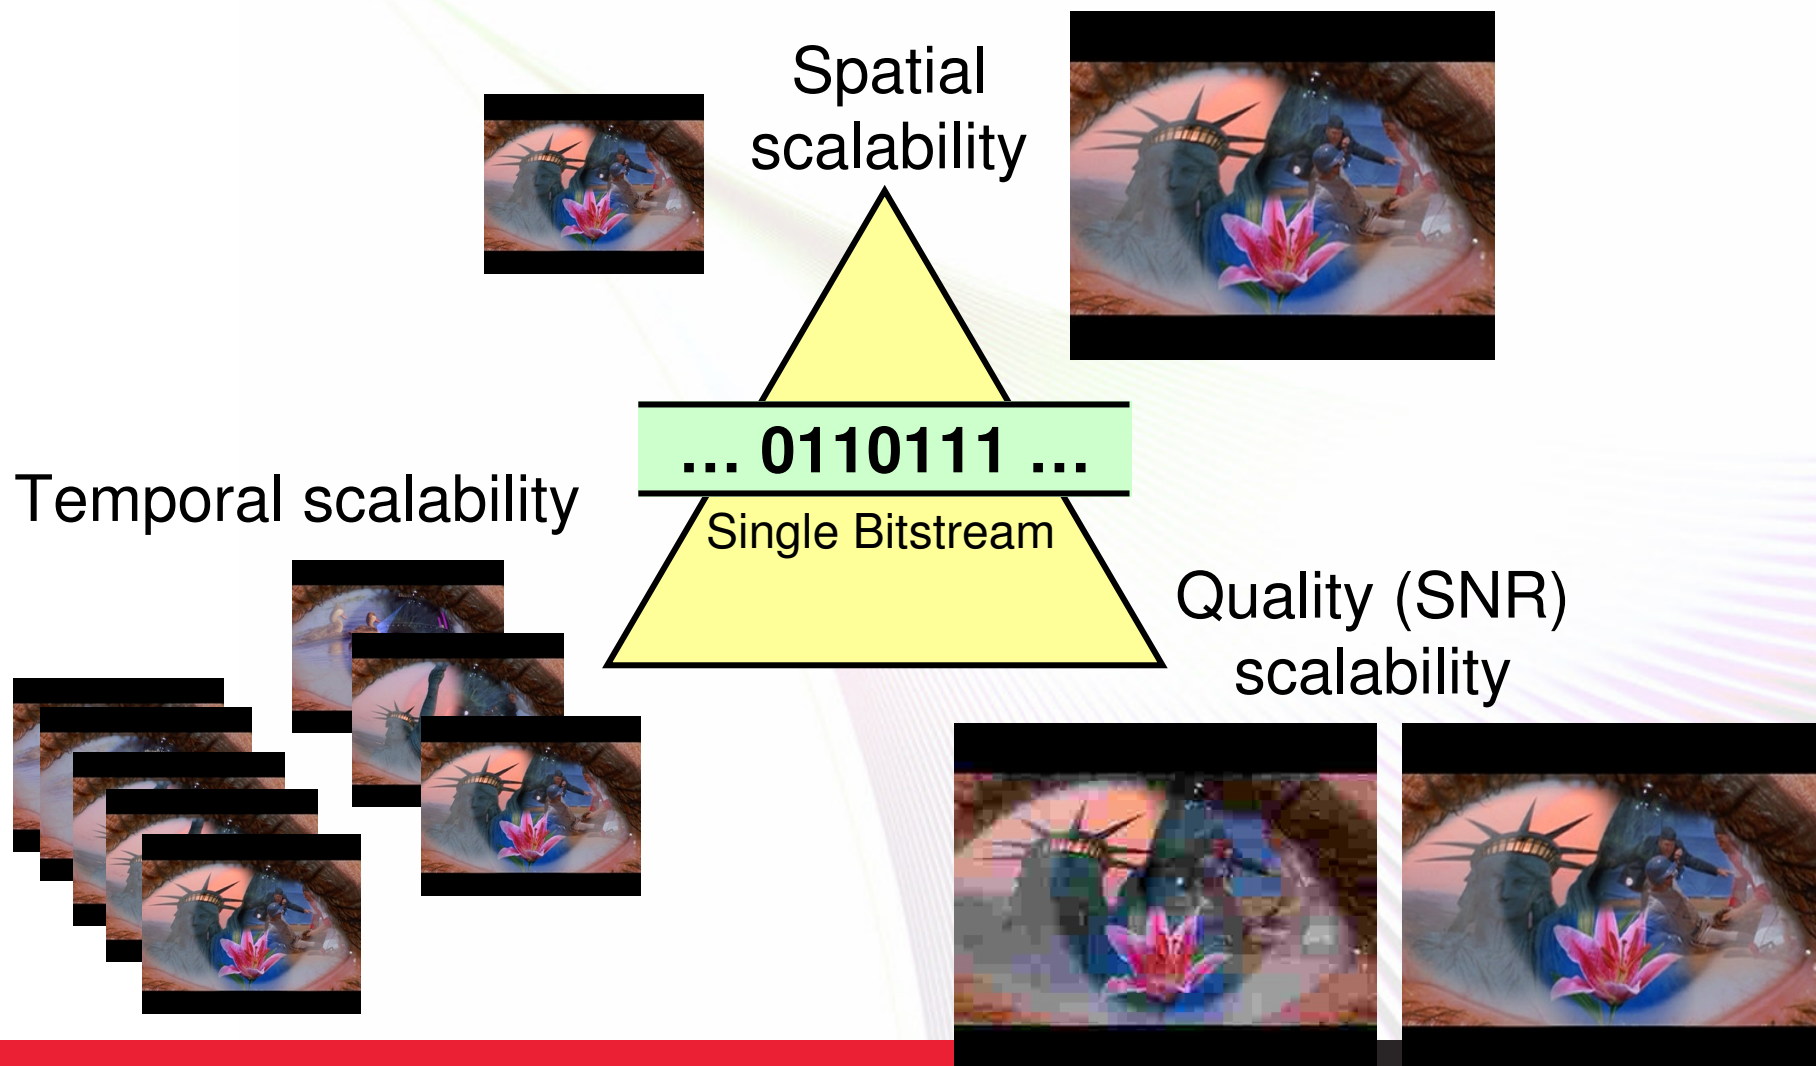 Spatial
scalability
… 0110111 …
Single Bitstream
Temporal scalability
Quality (SNR)
scalability